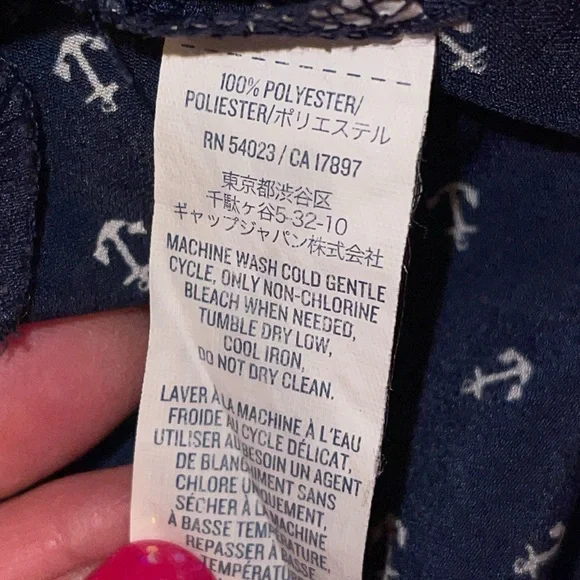 100% POLYESTER/
POLIESTER/ポリエステル
RN 54023 / CA 17897
東京都渋谷区
千駄ヶ谷5-32-10
ギャップジャパン株式会社
MACHINE WASH COLD GENTLE
CYCLE, ONLY NON-CHLORINE
BLEACH WHEN NEEDED,
TUMBLE DRY LOW,
COOL IRON,
DO NOT DRY CLEAN.
LAVER À LA MACHINE À L'EAU
FROIDE AU CYCLE DÉLICAT,
UTILISER AU BESOIN UN AGENT
DE BLANCHIMENT SANS
CHLORE UNIQUEMENT,
SÉCHER À LA MACHINE
À BASSE TEMPÉRATURE,
REPASSER À BASSE
TEMPÉRATURE